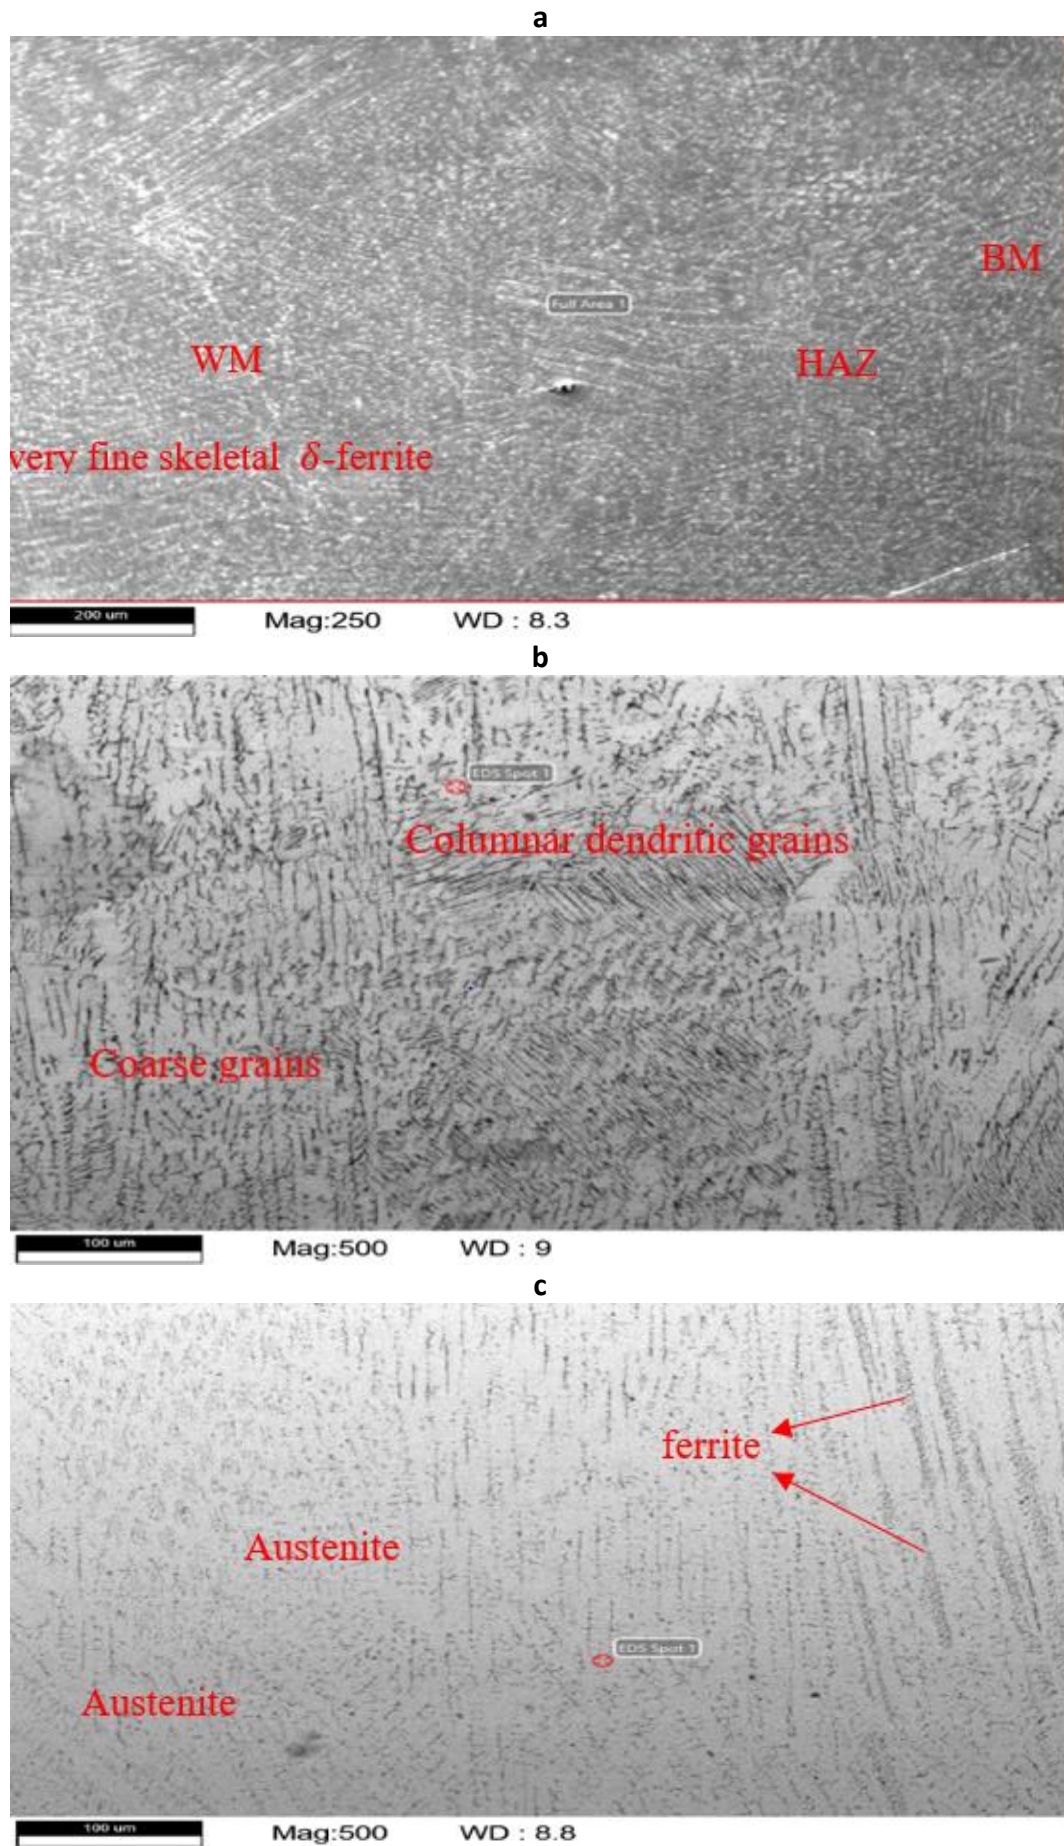 a
BM
Full Area 1
WM
HAZ
very fine skeletal δ-ferrite
200 um
Mag:250 WD : 8.3
b
EDS Spot 1
Columnar dendritic grains
Coarse grains
100 um
Mag:500 WD : 9
c
ferrite
Austenite
EDS Spot 1
Austenite
100 um
Mag:500 WD : 8.8